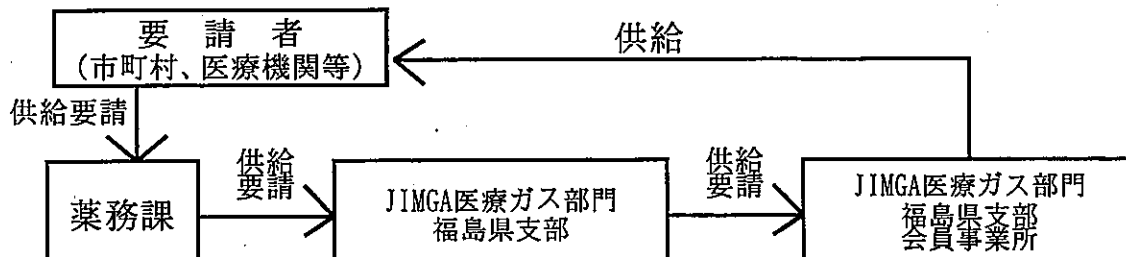 要請者
(市町村、医療機関等)
供給
供給要請
薬務課
供給
要請
JIMGA医療ガス部門
福島県支部
供給
要請
JIMGA医療ガス部門
福島県支部
会員事業所